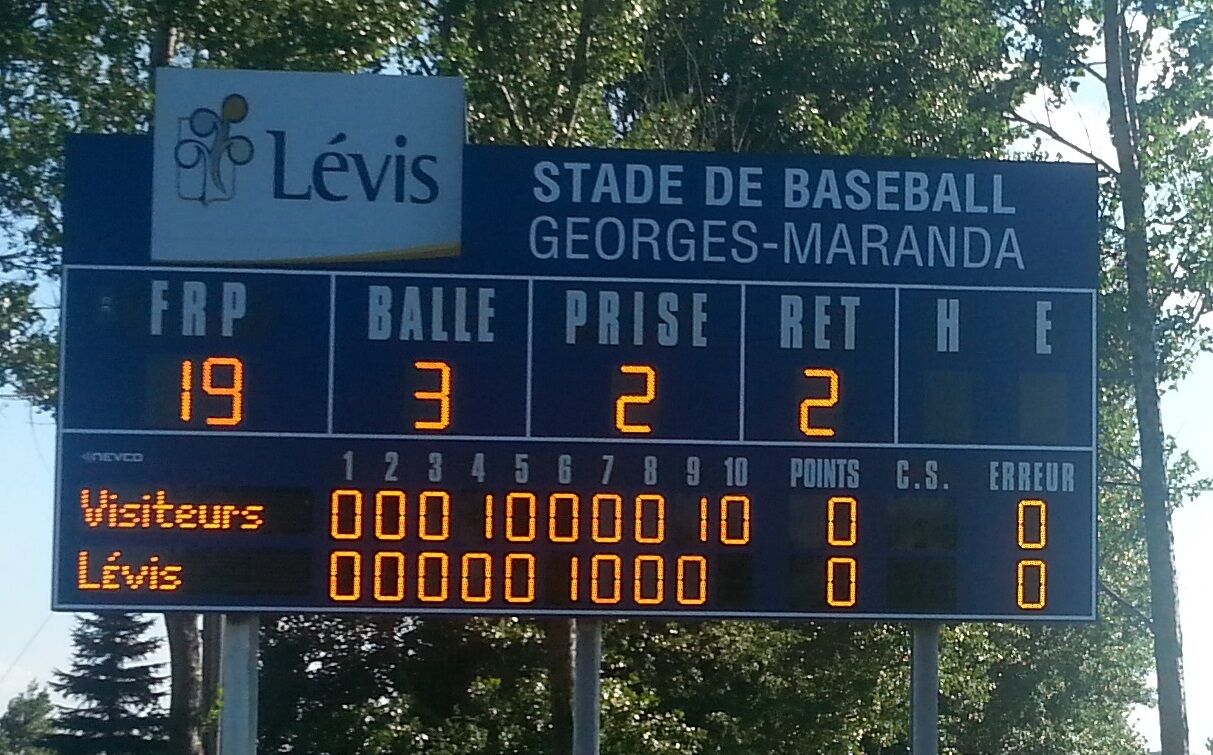 Lévis
STADE DE BASEBALL
GEORGES-MARANDA
FRP BALLE PRISE RET H E
19 3 2 2
NEVCO 1 2 3 4 5 6 7 8 9 10 POINTS C.S. ERREUR
Visiteurs 0 0 0 1 0 0 0 0 1 0 0 0
Lévis 0 0 0 0 0 1 0 0 0 0 0